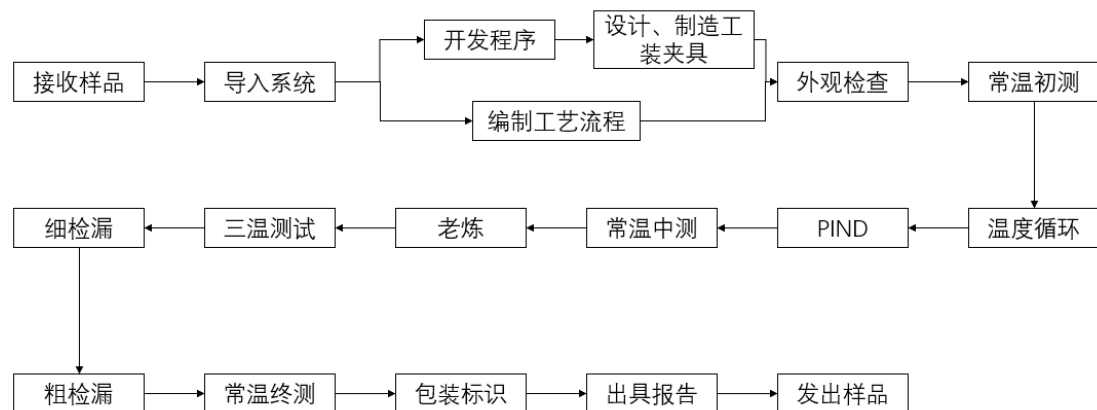 接收样品
导入系统
开发程序
设计、制造工
装夹具
编制工艺流程
外观检查
常温初测
细检漏
三温测试
老炼
常温中测
PIND
温度循环
粗检漏
常温终测
包装标识
出具报告
发出样品